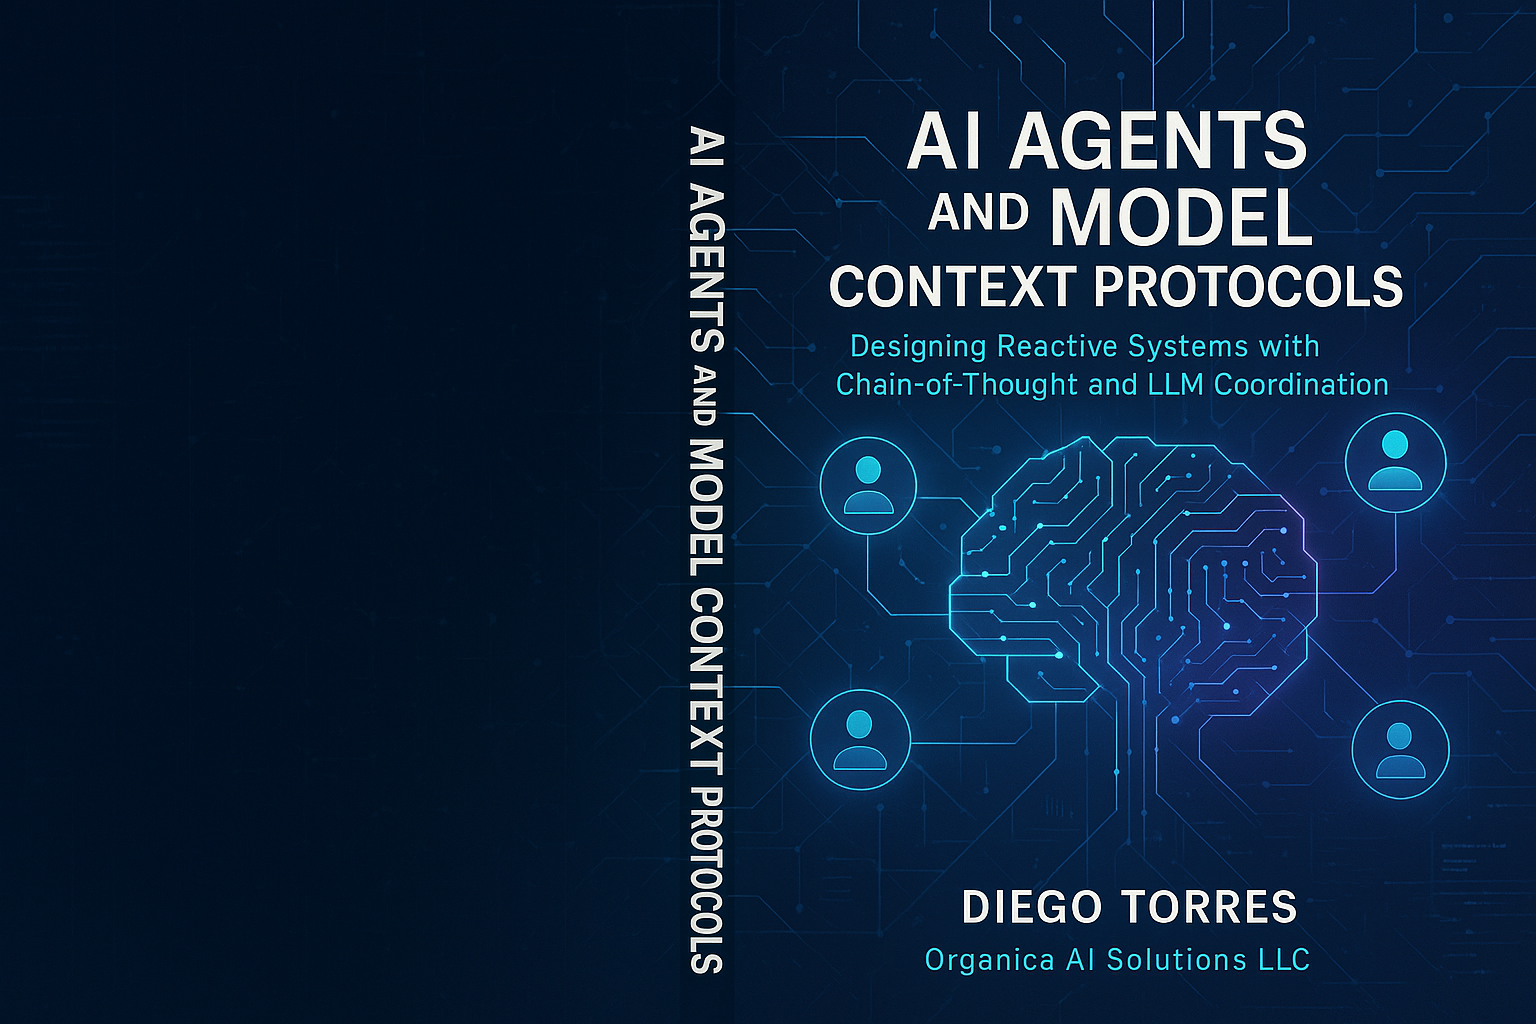 AI AGENTS AND MODEL CONTEXT PROTOCOLS
AI AGENTS
AND MODEL
CONTEXT PROTOCOLS
Designing Reactive Systems with
Chain-of-Thought and LLM Coordination
DIEGO TORRES
Organica AI Solutions LLC